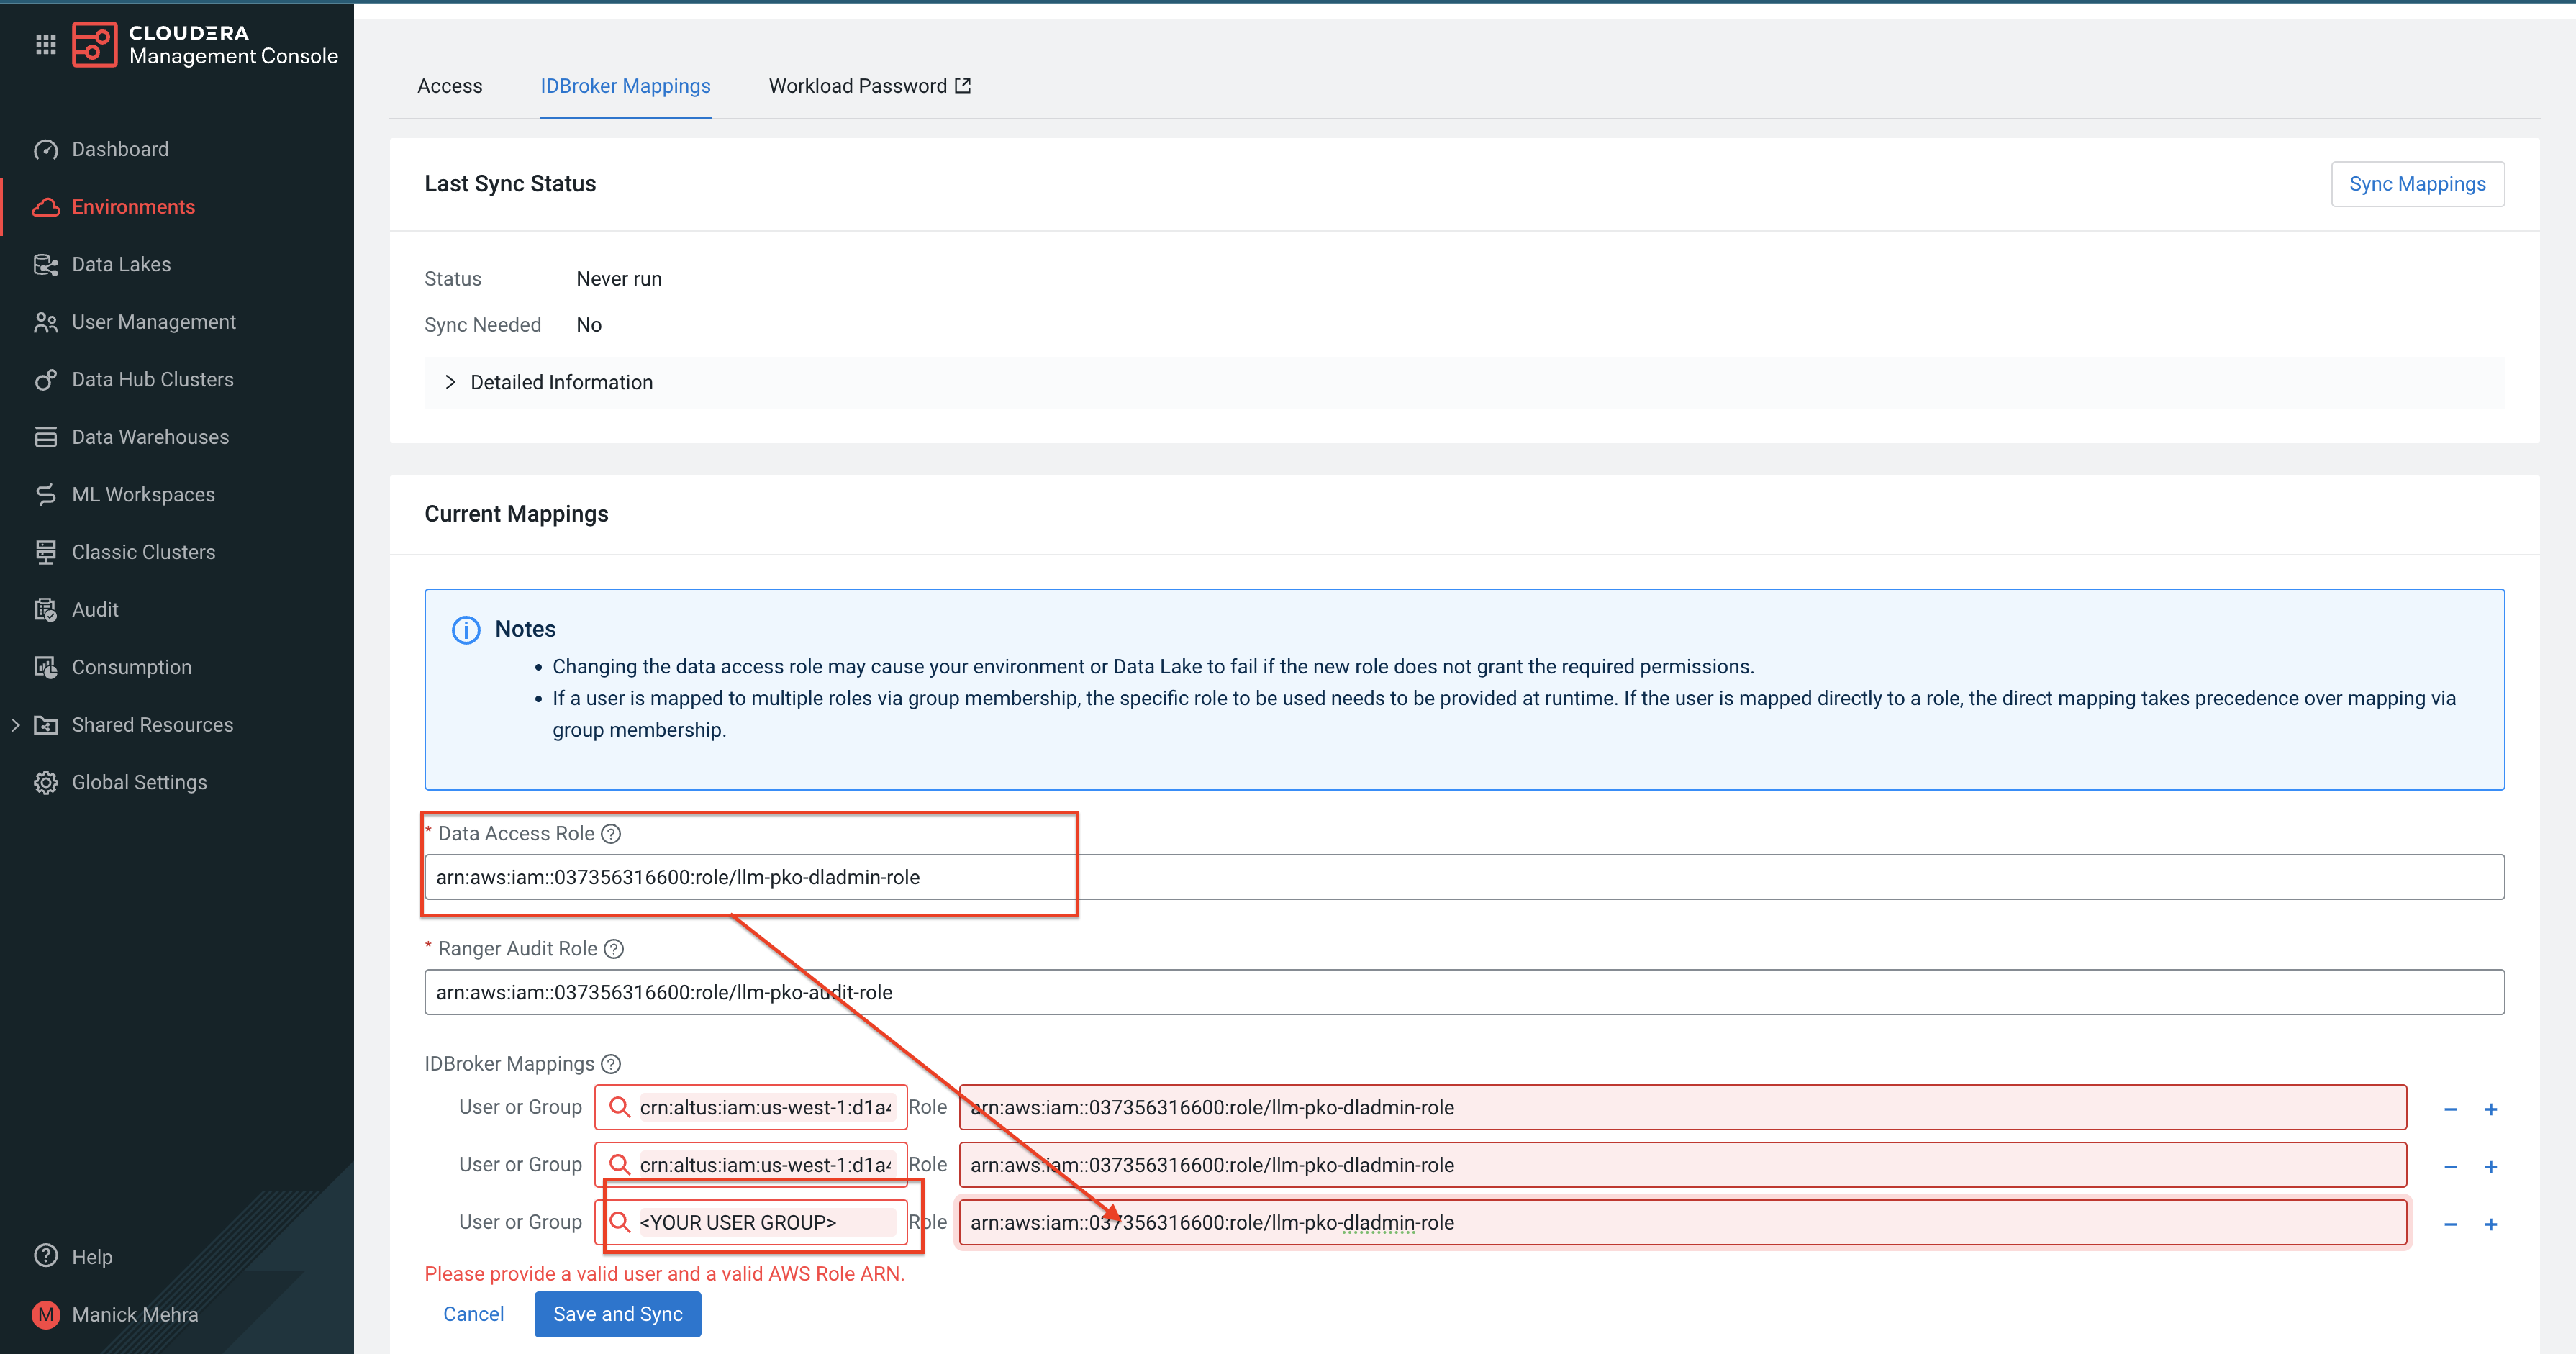 CLOUDERA
Management Console
Dashboard
Environments
Data Lakes
User Management
Data Hub Clusters
Data Warehouses
ML Workspaces
Classic Clusters
Audit
Consumption
Shared Resources
Global Settings
Help
M Manick Mehra
Access IDBroker Mappings Workload Password
Last Sync Status Sync Mappings
Status Never run
Sync Needed No
Detailed Information
Current Mappings
Notes
• Changing the data access role may cause your environment or Data Lake to fail if the new role does not grant the required permissions.
• If a user is mapped to multiple roles via group membership, the specific role to be used needs to be provided at runtime. If the user is mapped directly to a role, the direct mapping takes precedence over mapping via
group membership.
* Data Access Role ?
arn:aws:iam::037356316600:role/llm-pko-dladmin-role
* Ranger Audit Role ?
arn:aws:iam::037356316600:role/llm-pko-audit-role
IDBroker Mappings ?
User or Group crn:altus:iam:us-west-1:d1a4 Role arn:aws:iam::037356316600:role/llm-pko-dladmin-role − +
User or Group crn:altus:iam:us-west-1:d1a4 Role arn:aws:iam::037356316600:role/llm-pko-dladmin-role − +
User or Group <YOUR USER GROUP> Role arn:aws:iam::037356316600:role/llm-pko-dladmin-role − +
Please provide a valid user and a valid AWS Role ARN.
Cancel Save and Sync